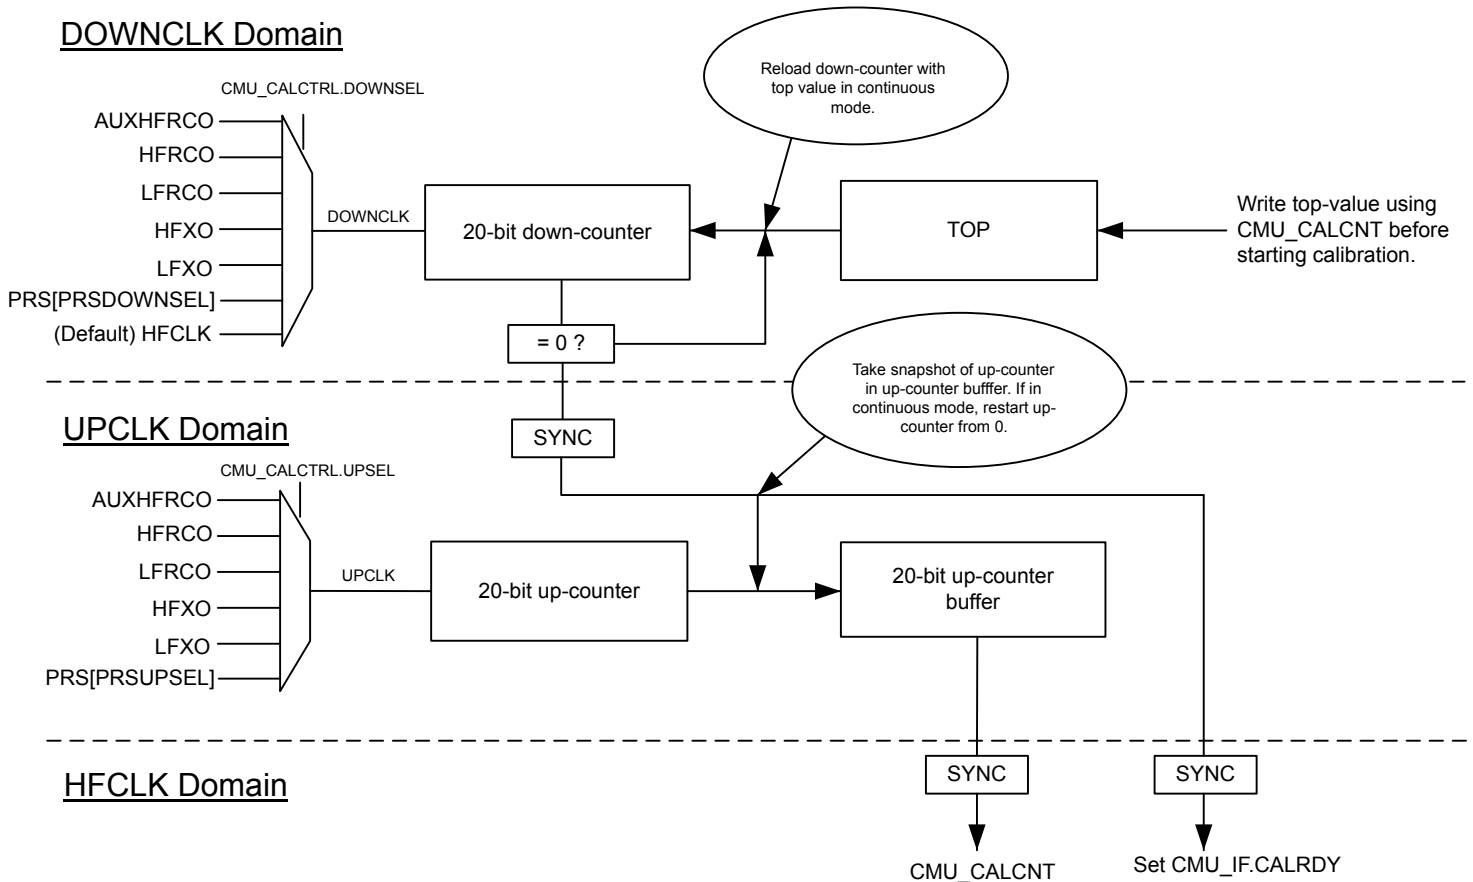 DOWNCLK Domain
CMU_CALCTRL.DOWNSEL
AUXHFRCO
HFRCO
LFRCO
HFXO
LFXO
PRS[PRSDOWNSEL]
(Default) HFCLK
DOWNCLK
20-bit down-counter
= 0 ?
Reload down-counter with
top value in continuous
mode.
TOP
Write top-value using
CMU_CALCNT before
starting calibration.
UPCLK Domain
SYNC
Take snapshot of up-counter
in up-counter bufffer. If in
continuous mode, restart up-
counter from 0.
CMU_CALCTRL.UPSEL
AUXHFRCO
HFRCO
LFRCO
HFXO
LFXO
PRS[PRSUPSEL]
UPCLK
20-bit up-counter
20-bit up-counter
buffer
HFCLK Domain
SYNC
SYNC
CMU_CALCNT
Set CMU_IF.CALRDY